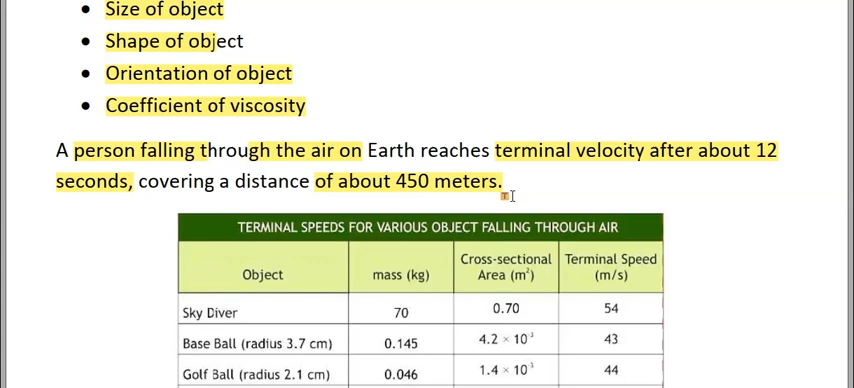 • Size of object
• Shape of object
• Orientation of object
• Coefficient of viscosity
A person falling through the air on Earth reaches terminal velocity after about 12
seconds, covering a distance of about 450 meters.
TERMINAL SPEEDS FOR VARIOUS OBJECT FALLING THROUGH AIR
Object mass (kg) Cross-sectional Area (m²) Terminal Speed (m/s)
Sky Diver 70 0.70 54
Base Ball (radius 3.7 cm) 0.145 4.2 × 10⁻³ 43
Golf Ball (radius 2.1 cm) 0.046 1.4 × 10⁻³ 44